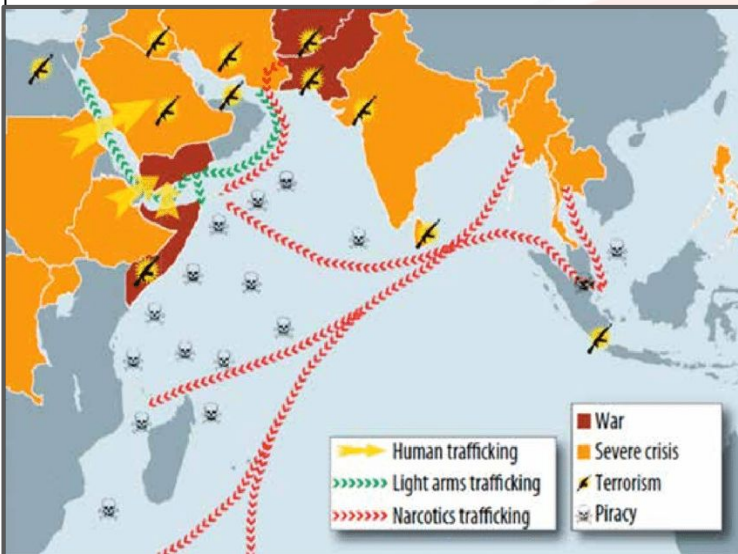 Human trafficking
Light arms trafficking
Narcotics trafficking
War
Severe crisis
Terrorism
Piracy